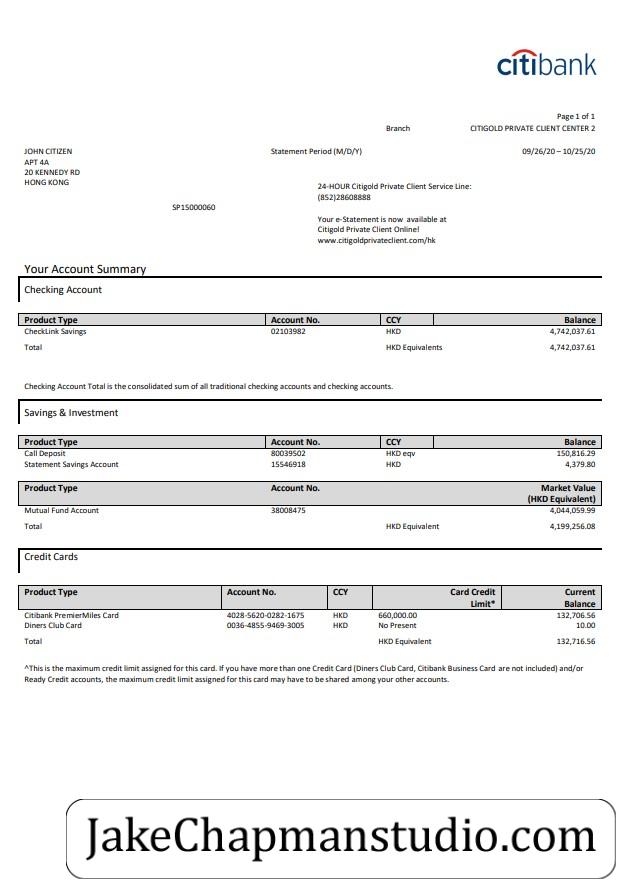 citibank
Page 1 of 1
Branch CITIGOLD PRIVATE CLIENT CENTER 2
JOHN CITIZEN Statement Period (M/D/Y) 09/26/20 – 10/25/20
APT 4A
20 KENNEDY RD
HONG KONG
24-HOUR Citigold Private Client Service Line:
(852)28608888
SP15000060
Your e-Statement is now available at
Citigold Private Client Online!
www.citigoldprivateclient.com/hk
Your Account Summary
Checking Account
Product Type Account No. CCY Balance
CheckLink Savings 02103982 HKD 4,742,037.61
Total HKD Equivalents 4,742,037.61
Checking Account Total is the consolidated sum of all traditional checking accounts and checking accounts.
Savings & Investment
Product Type Account No. CCY Balance
Call Deposit 80039502 HKD eqv 150,816.29
Statement Savings Account 15546918 HKD 4,379.80
Product Type Account No. Market Value
(HKD Equivalent)
Mutual Fund Account 38008475 4,044,059.99
Total HKD Equivalent 4,199,256.08
Credit Cards
Product Type Account No. CCY Card Credit Current
Limit* Balance
Citibank PremierMiles Card 4028-5620-0282-1675 HKD 660,000.00 132,706.56
Diners Club Card 0036-4855-9469-3005 HKD No Present 10.00
Total HKD Equivalent 132,716.56
^This is the maximum credit limit assigned for this card. If you have more than one Credit Card (Diners Club Card, Citibank Business Card are not included) and/or
Ready Credit accounts, the maximum credit limit assigned for this card may have to be shared among your other accounts.
JakeChapmanstudio.com